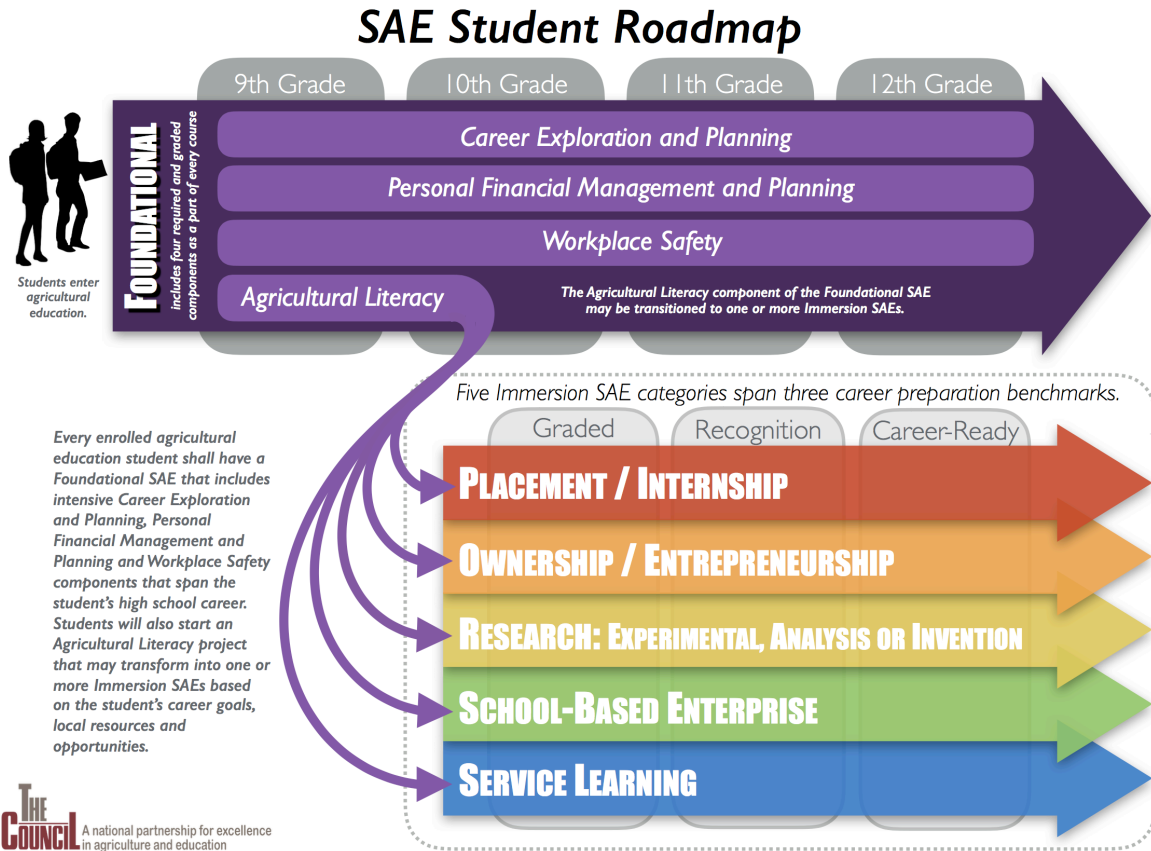 SAE Student Roadmap
9th Grade
10th Grade
11th Grade
12th Grade
FOUNDATIONAL
includes four required and graded
components as a part of every course
Career Exploration and Planning
Personal Financial Management and Planning
Workplace Safety
Agricultural Literacy
The Agricultural Literacy component of the Foundational SAE
may be transitioned to one or more Immersion SAEs.
Students enter
agricultural
education.
Five Immersion SAE categories span three career preparation benchmarks.
Graded
Recognition
Career-Ready
PLACEMENT / INTERNSHIP
OWNERSHIP / ENTREPRENEURSHIP
RESEARCH: EXPERIMENTAL, ANALYSIS OR INVENTION
SCHOOL-BASED ENTERPRISE
SERVICE LEARNING
Every enrolled agricultural
education student shall have a
Foundational SAE that includes
intensive Career Exploration
and Planning, Personal
Financial Management and
Planning and Workplace Safety
components that span the
student's high school career.
Students will also start an
Agricultural Literacy project
that may transform into one or
more Immersion SAEs based
on the student's career goals,
local resources and
opportunities.
THE
COUNCIL
A national partnership for excellence
in agriculture and education